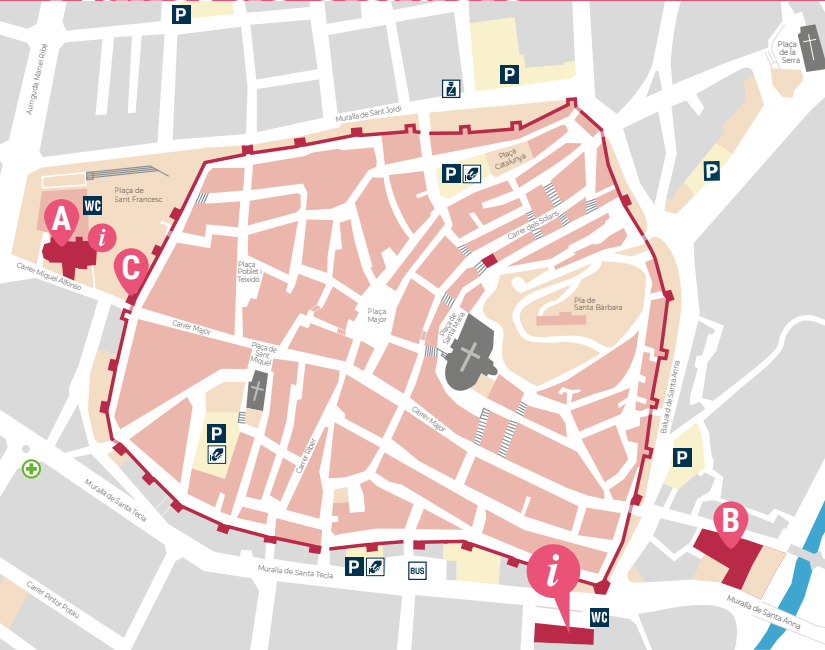 P
P
Plaça
de la
Serra
Avinguda Manel Ribé
Z
Muralla de Sant Jordi
Plaça
Catalunya
P
P
Plaça de
Sant Francesc
WC
A
i
C
Carrer dels Solans
Carrer Miquel Alfonso
Plaça
Poblet i
Teixidó
Pla de
Santa Bàrbara
Plaça
Major
Plaça de
Santa Maria
Carrer Major
Plaça de
Sant
Miquel
Baluard de Santa Anna
Carrer Major
P
P
Carrer Riber
Muralla de Santa Tecla
B
i
P
BUS
Muralla de Santa Tecla
Carrer Pintor Potau
WC
Muralla de Santa Anna